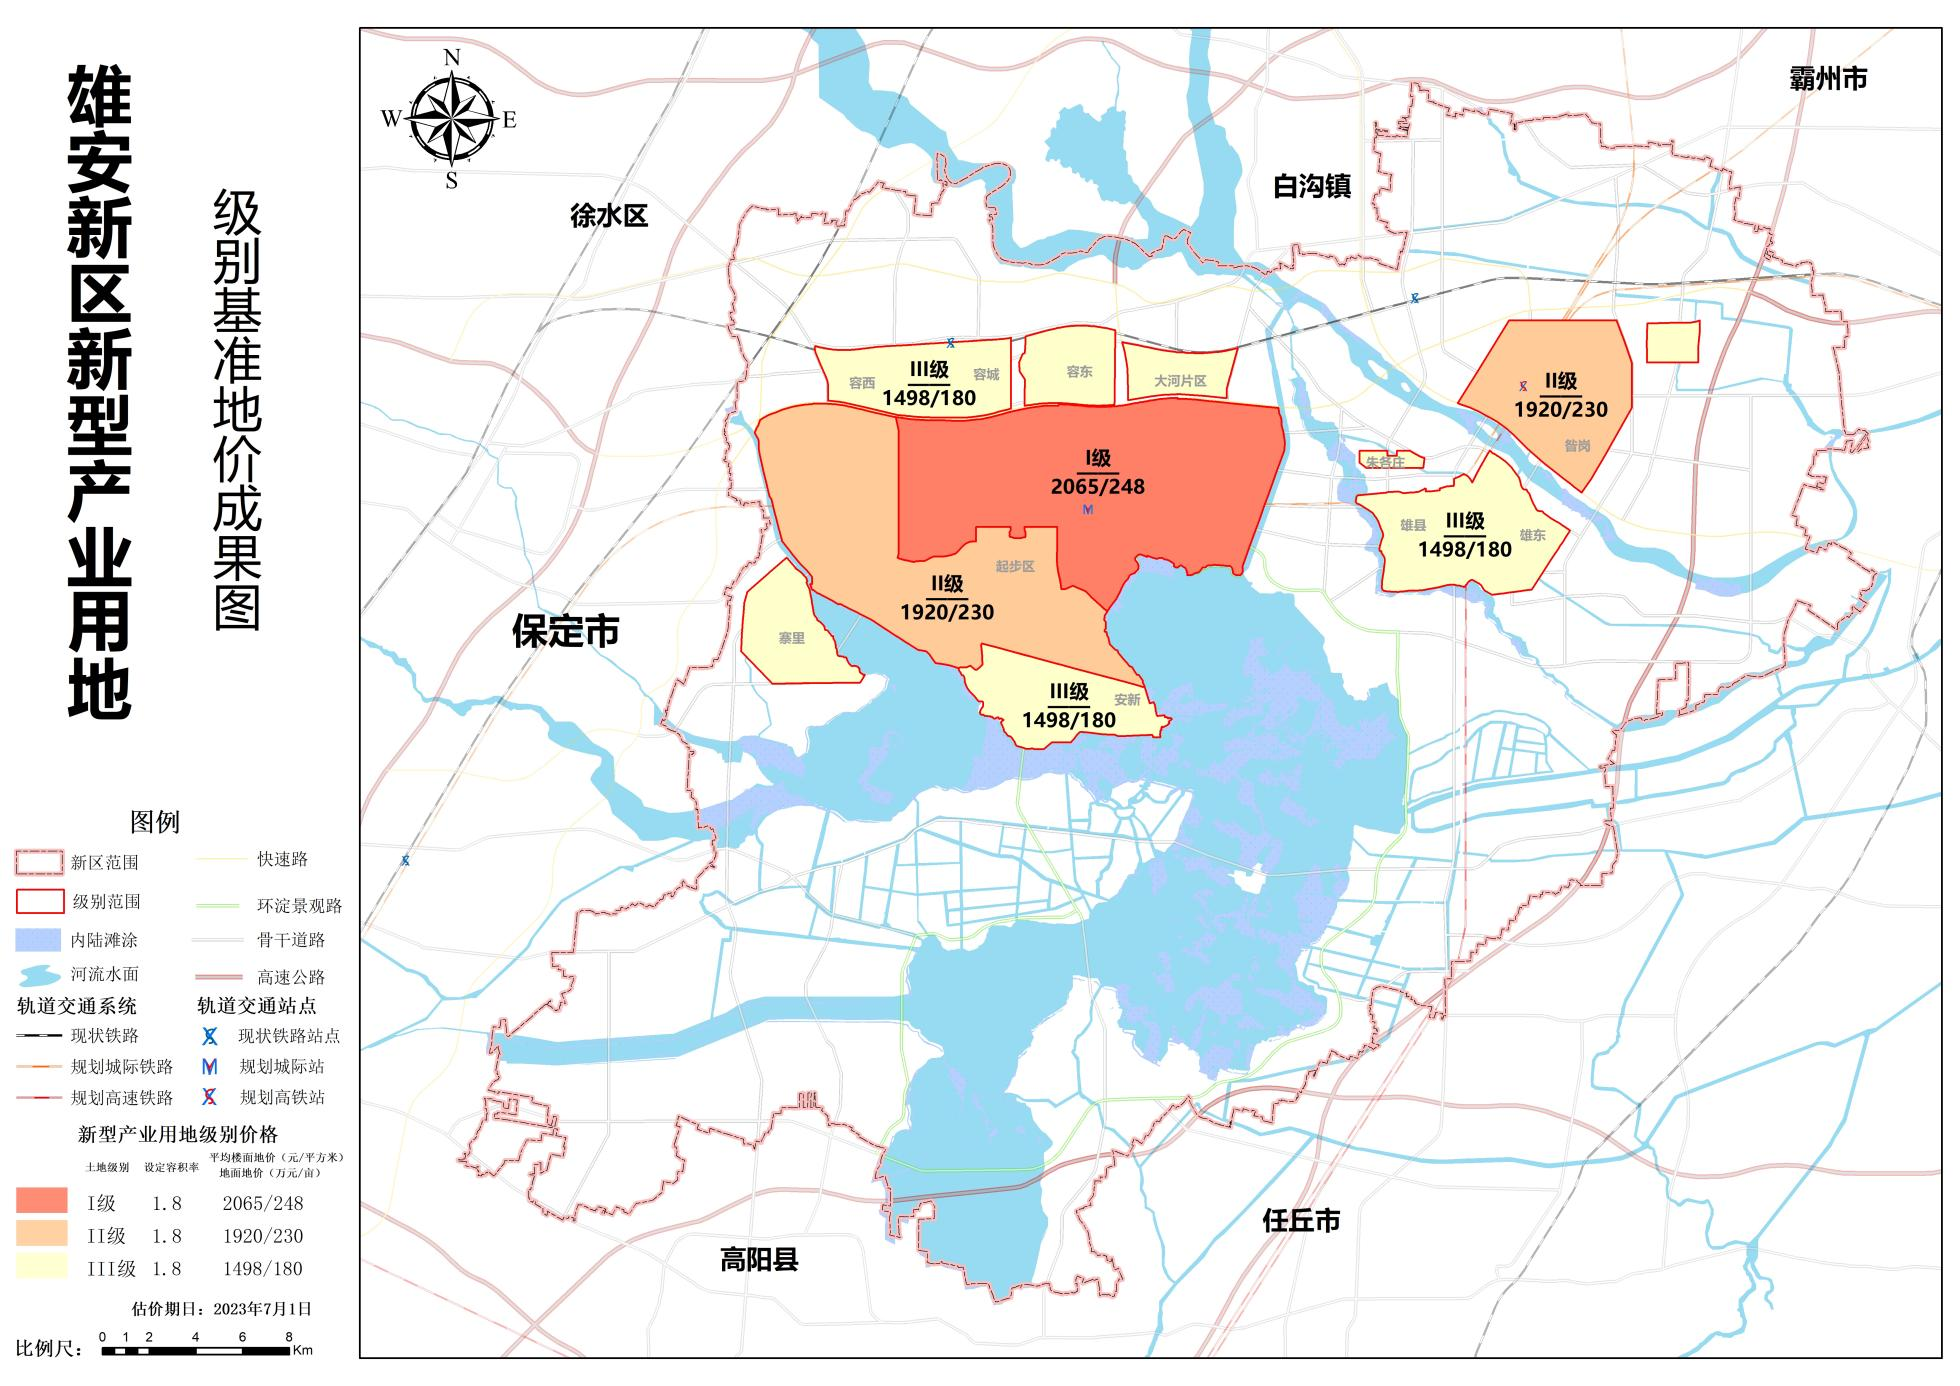 雄安新区新型产业用地
级别基准地价成果图
N
W
E
S
霸州市
白沟镇
徐水区
保定市
高阳县
任丘市
III级
1498/180
容西
容城
容东
大河片区
II级
1920/230
昝岗
I级
2065/248
朱各庄
III级
1498/180
雄县
雄东
起步区
II级
1920/230
寨里
III级
1498/180
安新
图例
新区范围
快速路
级别范围
环淀景观路
内陆滩涂
骨干道路
河流水面
高速公路
轨道交通系统
轨道交通站点
现状铁路
现状铁路站点
规划城际铁路
规划城际站
规划高速铁路
规划高铁站
新型产业用地级别价格
土地级别 设定容积率 平均楼面地价（元/平方米）
地面地价（万元/亩）
I级 1.8 2065/248
II级 1.8 1920/230
III级 1.8 1498/180
估价期日：2023年7月1日
比例尺： 0 1 2 4 6 8 Km